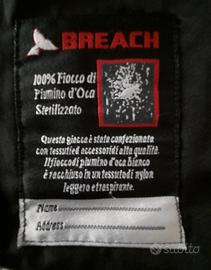 BREACH
100% Fiocco di
Piumino d'Oca
Sterilizzato
Questa giacca è stata confezionata
con tessuti ed accessori di alta qualità.
Il fiocco di piumino d'oca bianco
è racchiuso in un tessuto di nylon
leggero e traspirante.
Name
Address
subito